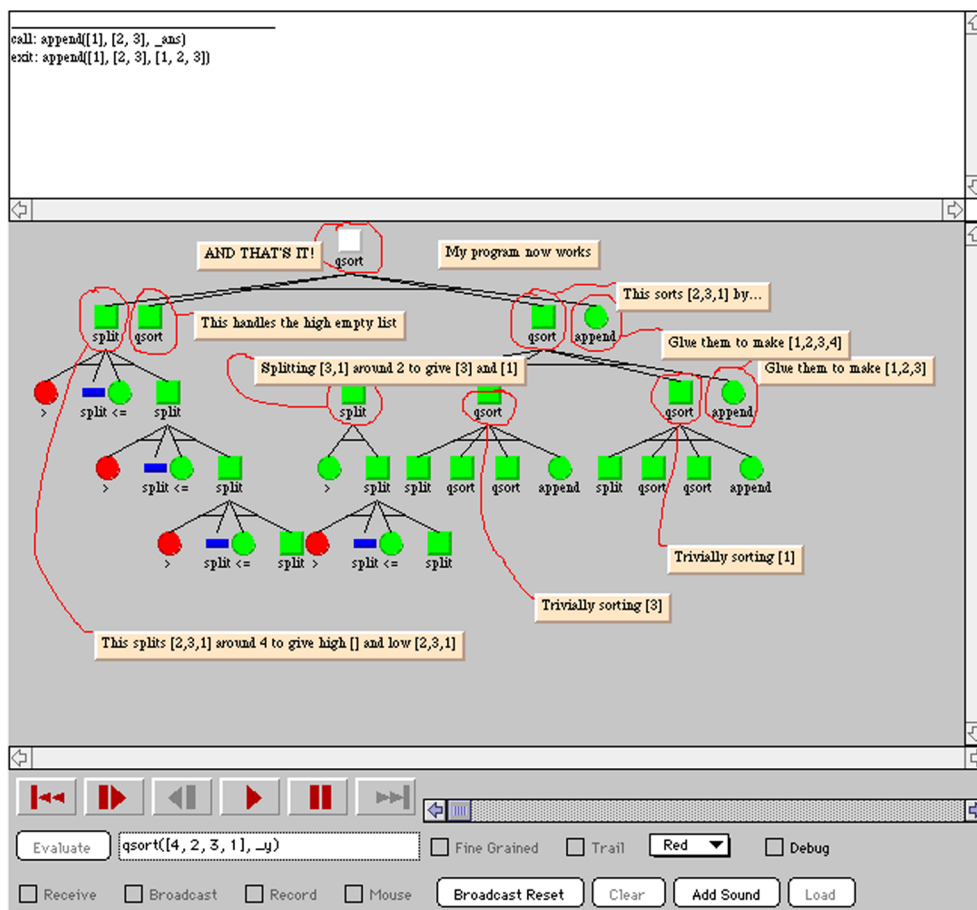 call: append([1], [2, 3], _ans)
exit: append([1], [2, 3], [1, 2, 3])
AND THAT'S IT!
qsort
My program now works
This sorts [2,3,1] by...
split
qsort
This handles the high empty list
qsort
append
Glue them to make [1,2,3,4]
Splitting [3,1] around 2 to give [3] and [1]
Glue them to make [1,2,3]
> split <= split
split
qsort
qsort
append
> split <= split
> split split qsort qsort append
split qsort qsort append
> split <= split
> split <= split
Trivially sorting [1]
Trivially sorting [3]
This splits [2,3,1] around 4 to give high [] and low [2,3,1]
Evaluate qsort([4, 2, 3, 1], _y) Fine Grained Trail Red Debug
Receive Broadcast Record Mouse Broadcast Reset Clear Add Sound Load